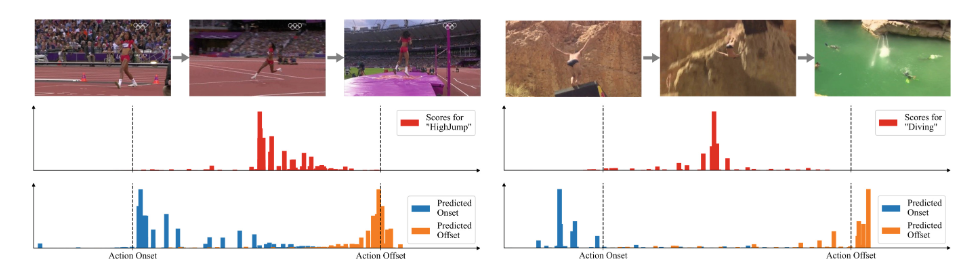 Scores for
"HighJump"
Scores for
"Diving"
Predicted
Onset
Predicted
Offset
Predicted
Onset
Predicted
Offset
Action Onset
Action Offset
Action Onset
Action Offset